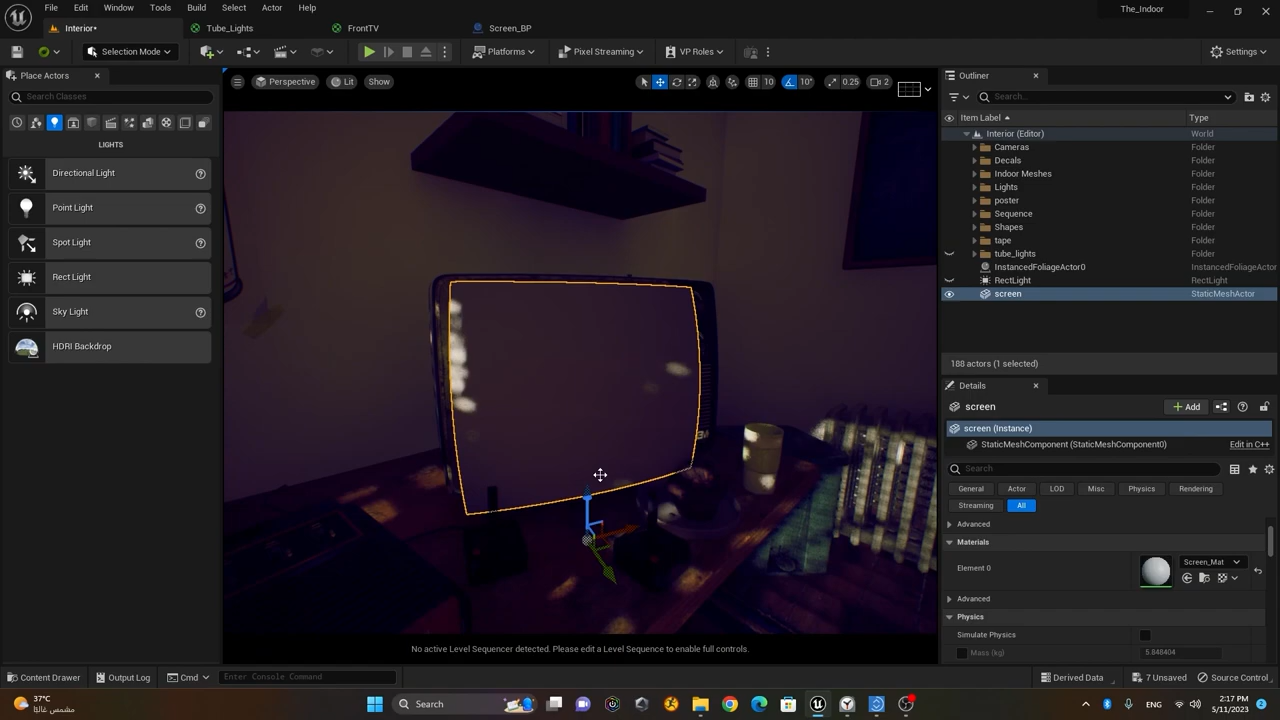 File Edit Window Tools Build Select Actor Help
The_Indoor
Interior•
Tube_Lights
FrontTV
Screen_BP
Selection Mode
Platforms
Pixel Streaming
VP Roles
Settings
Place Actors
Search Classes
LIGHTS
Directional Light
Point Light
Spot Light
Rect Light
Sky Light
HDRI Backdrop
Perspective
Lit
Show
10
10°
0.25
2
No active Level Sequencer detected. Please edit a Level Sequence to enable full controls.
Outliner
Search...
Item Label Type
Interior (Editor) World
Cameras Folder
Decals Folder
Indoor Meshes Folder
Lights Folder
poster Folder
Sequence Folder
Shapes Folder
tape Folder
tube_lights Folder
InstancedFoliageActor0 InstancedFoliageActor
RectLight RectLight
screen StaticMeshActor
188 actors (1 selected)
Details
screen
Add
screen (Instance)
StaticMeshComponent (StaticMeshComponent0) Edit in C++
Search
General Actor LOD Misc Physics Rendering
Streaming All
Advanced
Materials
Element 0
Screen_Mat
Advanced
Physics
Simulate Physics
Mass (kg) 5.848404
Content Drawer
Output Log
Cmd
Enter Console Command
Derived Data
7 Unsaved
Source Control
37°C
مشمس غالبًا
Search
ENG
2:17 PM
5/11/2023